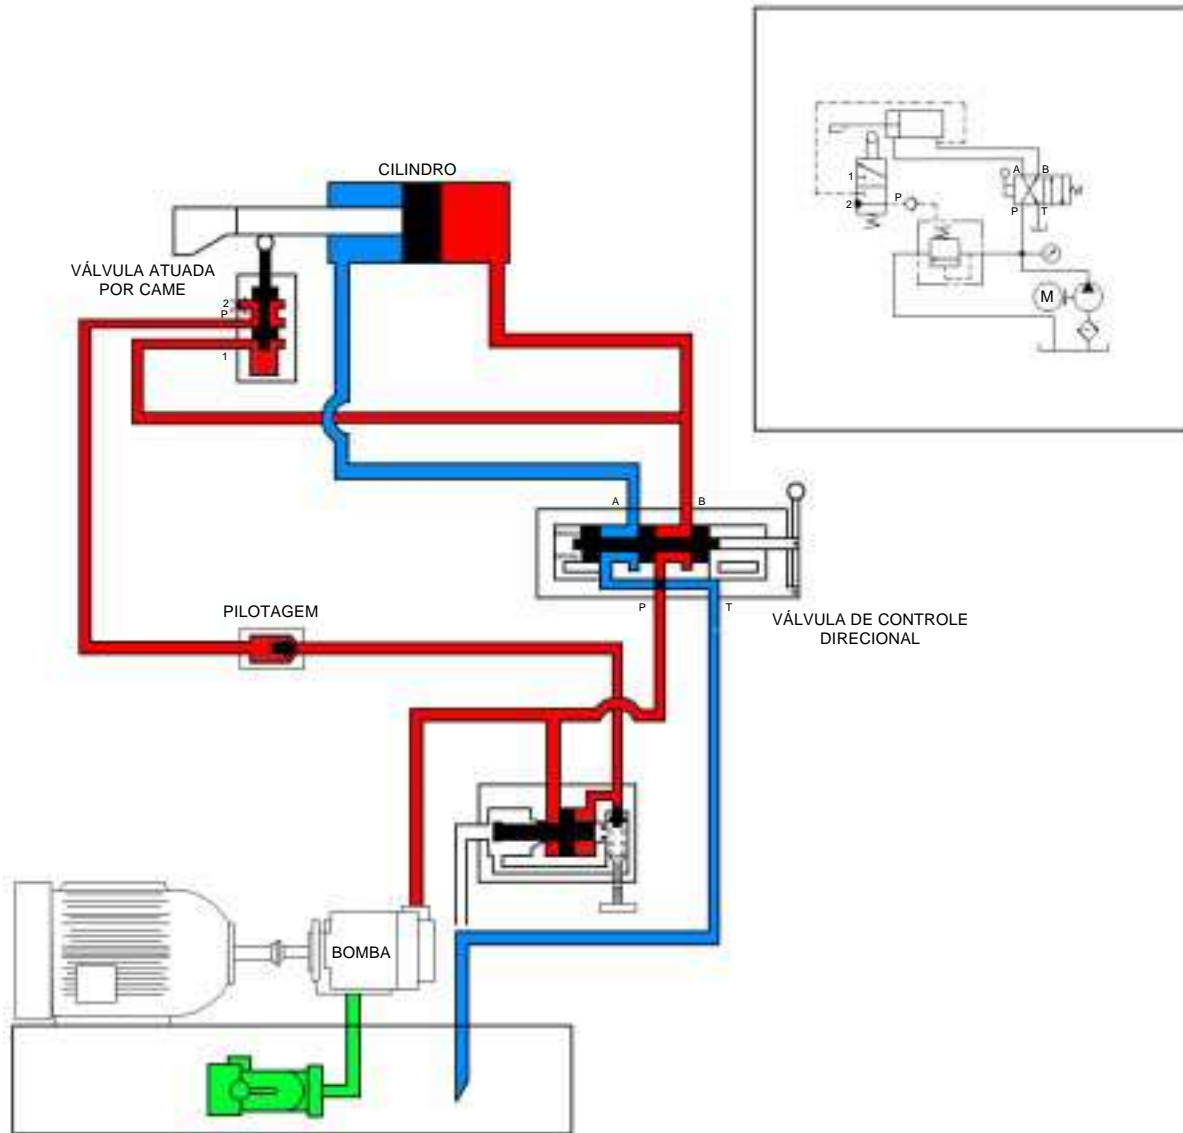 CILINDRO
VÁLVULA ATUADA
POR CAME
2
P
1
A
B
1
2
P
P
T
M
A
B
PILOTAGEM
P
T
VÁLVULA DE CONTROLE
DIRECIONAL
BOMBA